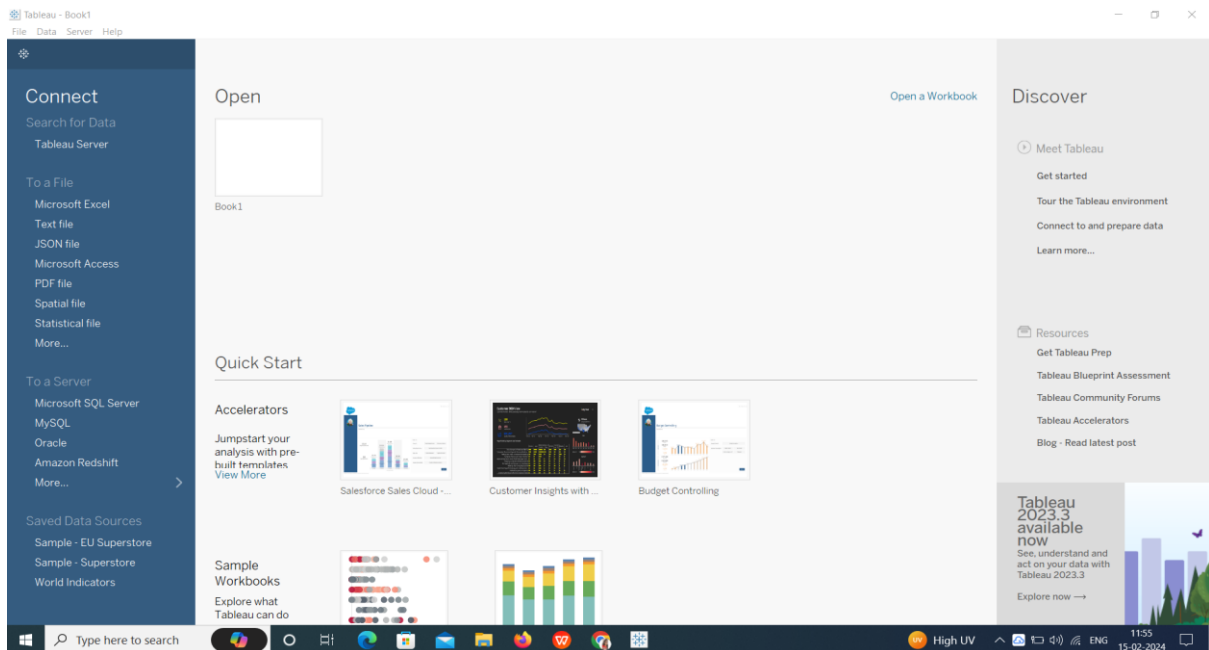 Tableau - Book1
File Data Server Help
Connect
Search for Data
Tableau Server
To a File
Microsoft Excel
Text file
JSON file
Microsoft Access
PDF file
Spatial file
Statistical file
More...
To a Server
Microsoft SQL Server
MySQL
Oracle
Amazon Redshift
More...
Saved Data Sources
Sample - EU Superstore
Sample - Superstore
World Indicators
Open
Open a Workbook
Book1
Quick Start
Accelerators
Jumpstart your
analysis with pre-
built templates
View More
Salesforce Sales Cloud -...
Customer Insights with ...
Budget Controlling
Sample
Workbooks
Explore what
Tableau can do
Discover
Meet Tableau
Get started
Tour the Tableau environment
Connect to and prepare data
Learn more...
Resources
Get Tableau Prep
Tableau Blueprint Assessment
Tableau Community Forums
Tableau Accelerators
Blog - Read latest post
Tableau
2023.3
available
now
See, understand and
act on your data with
Tableau 2023.3
Explore now →
Type here to search
High UV
ENG
11:55
15-02-2024